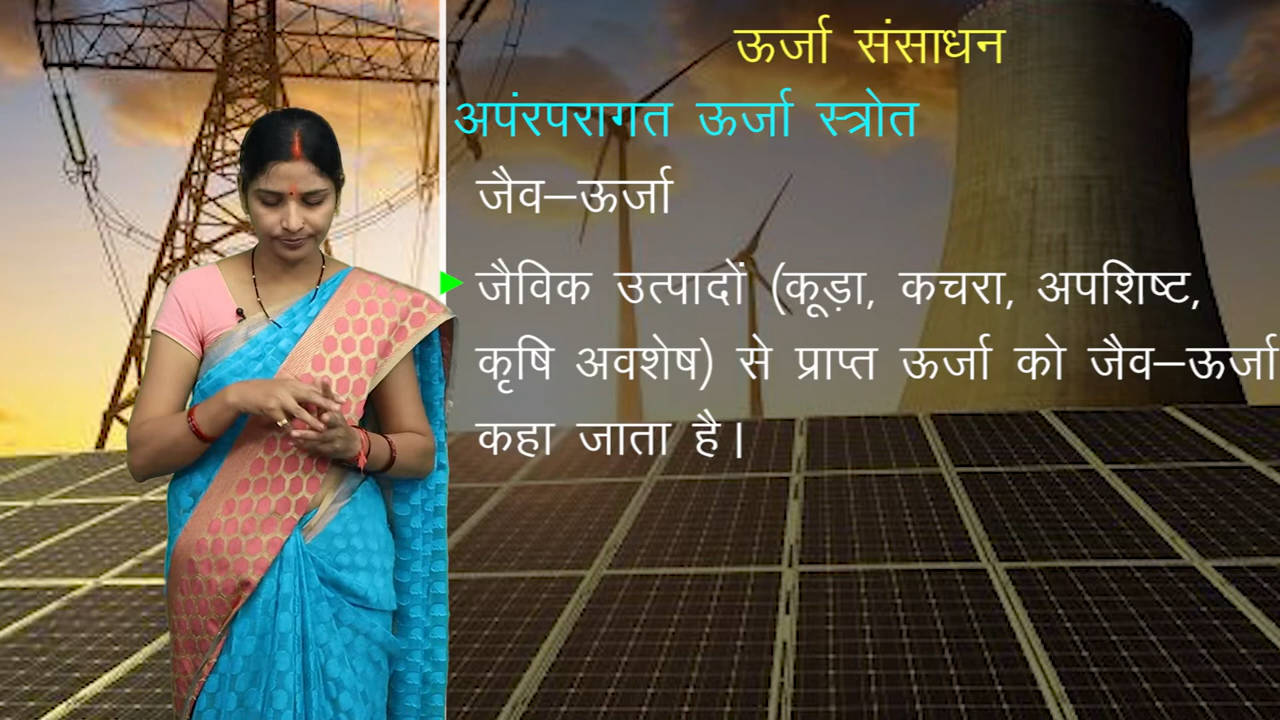 ऊर्जा संसाधन
अपंरपरागत ऊर्जा स्त्रोत
जैव–ऊर्जा
जैविक उत्पादों (कूड़ा, कचरा, अपशिष्ट,
कृषि अवशेष) से प्राप्त ऊर्जा को जैव–ऊर्जा
कहा जाता है।